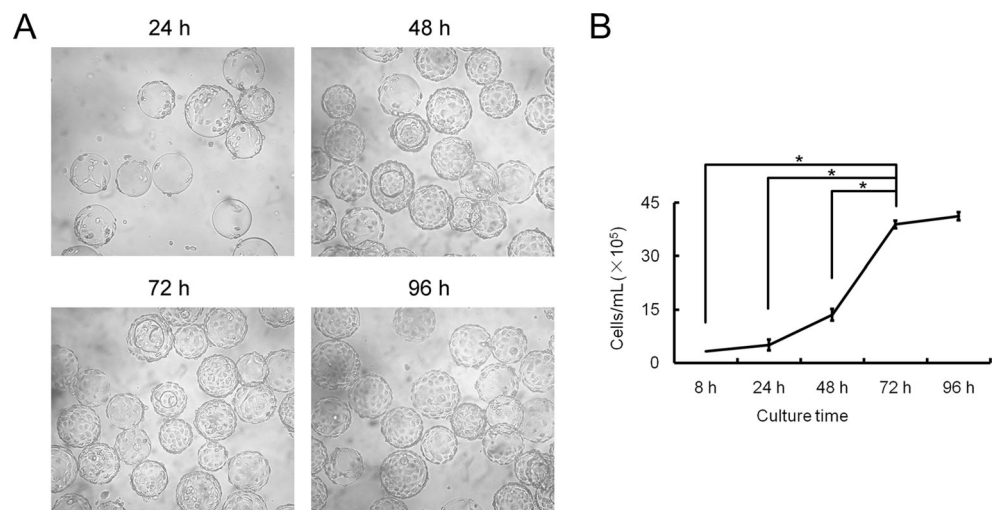 A
24 h
48 h
72 h
96 h
B
*
*
*
45
30
15
0
Cells/mL (×10⁵)
8 h 24 h 48 h 72 h 96 h
Culture time